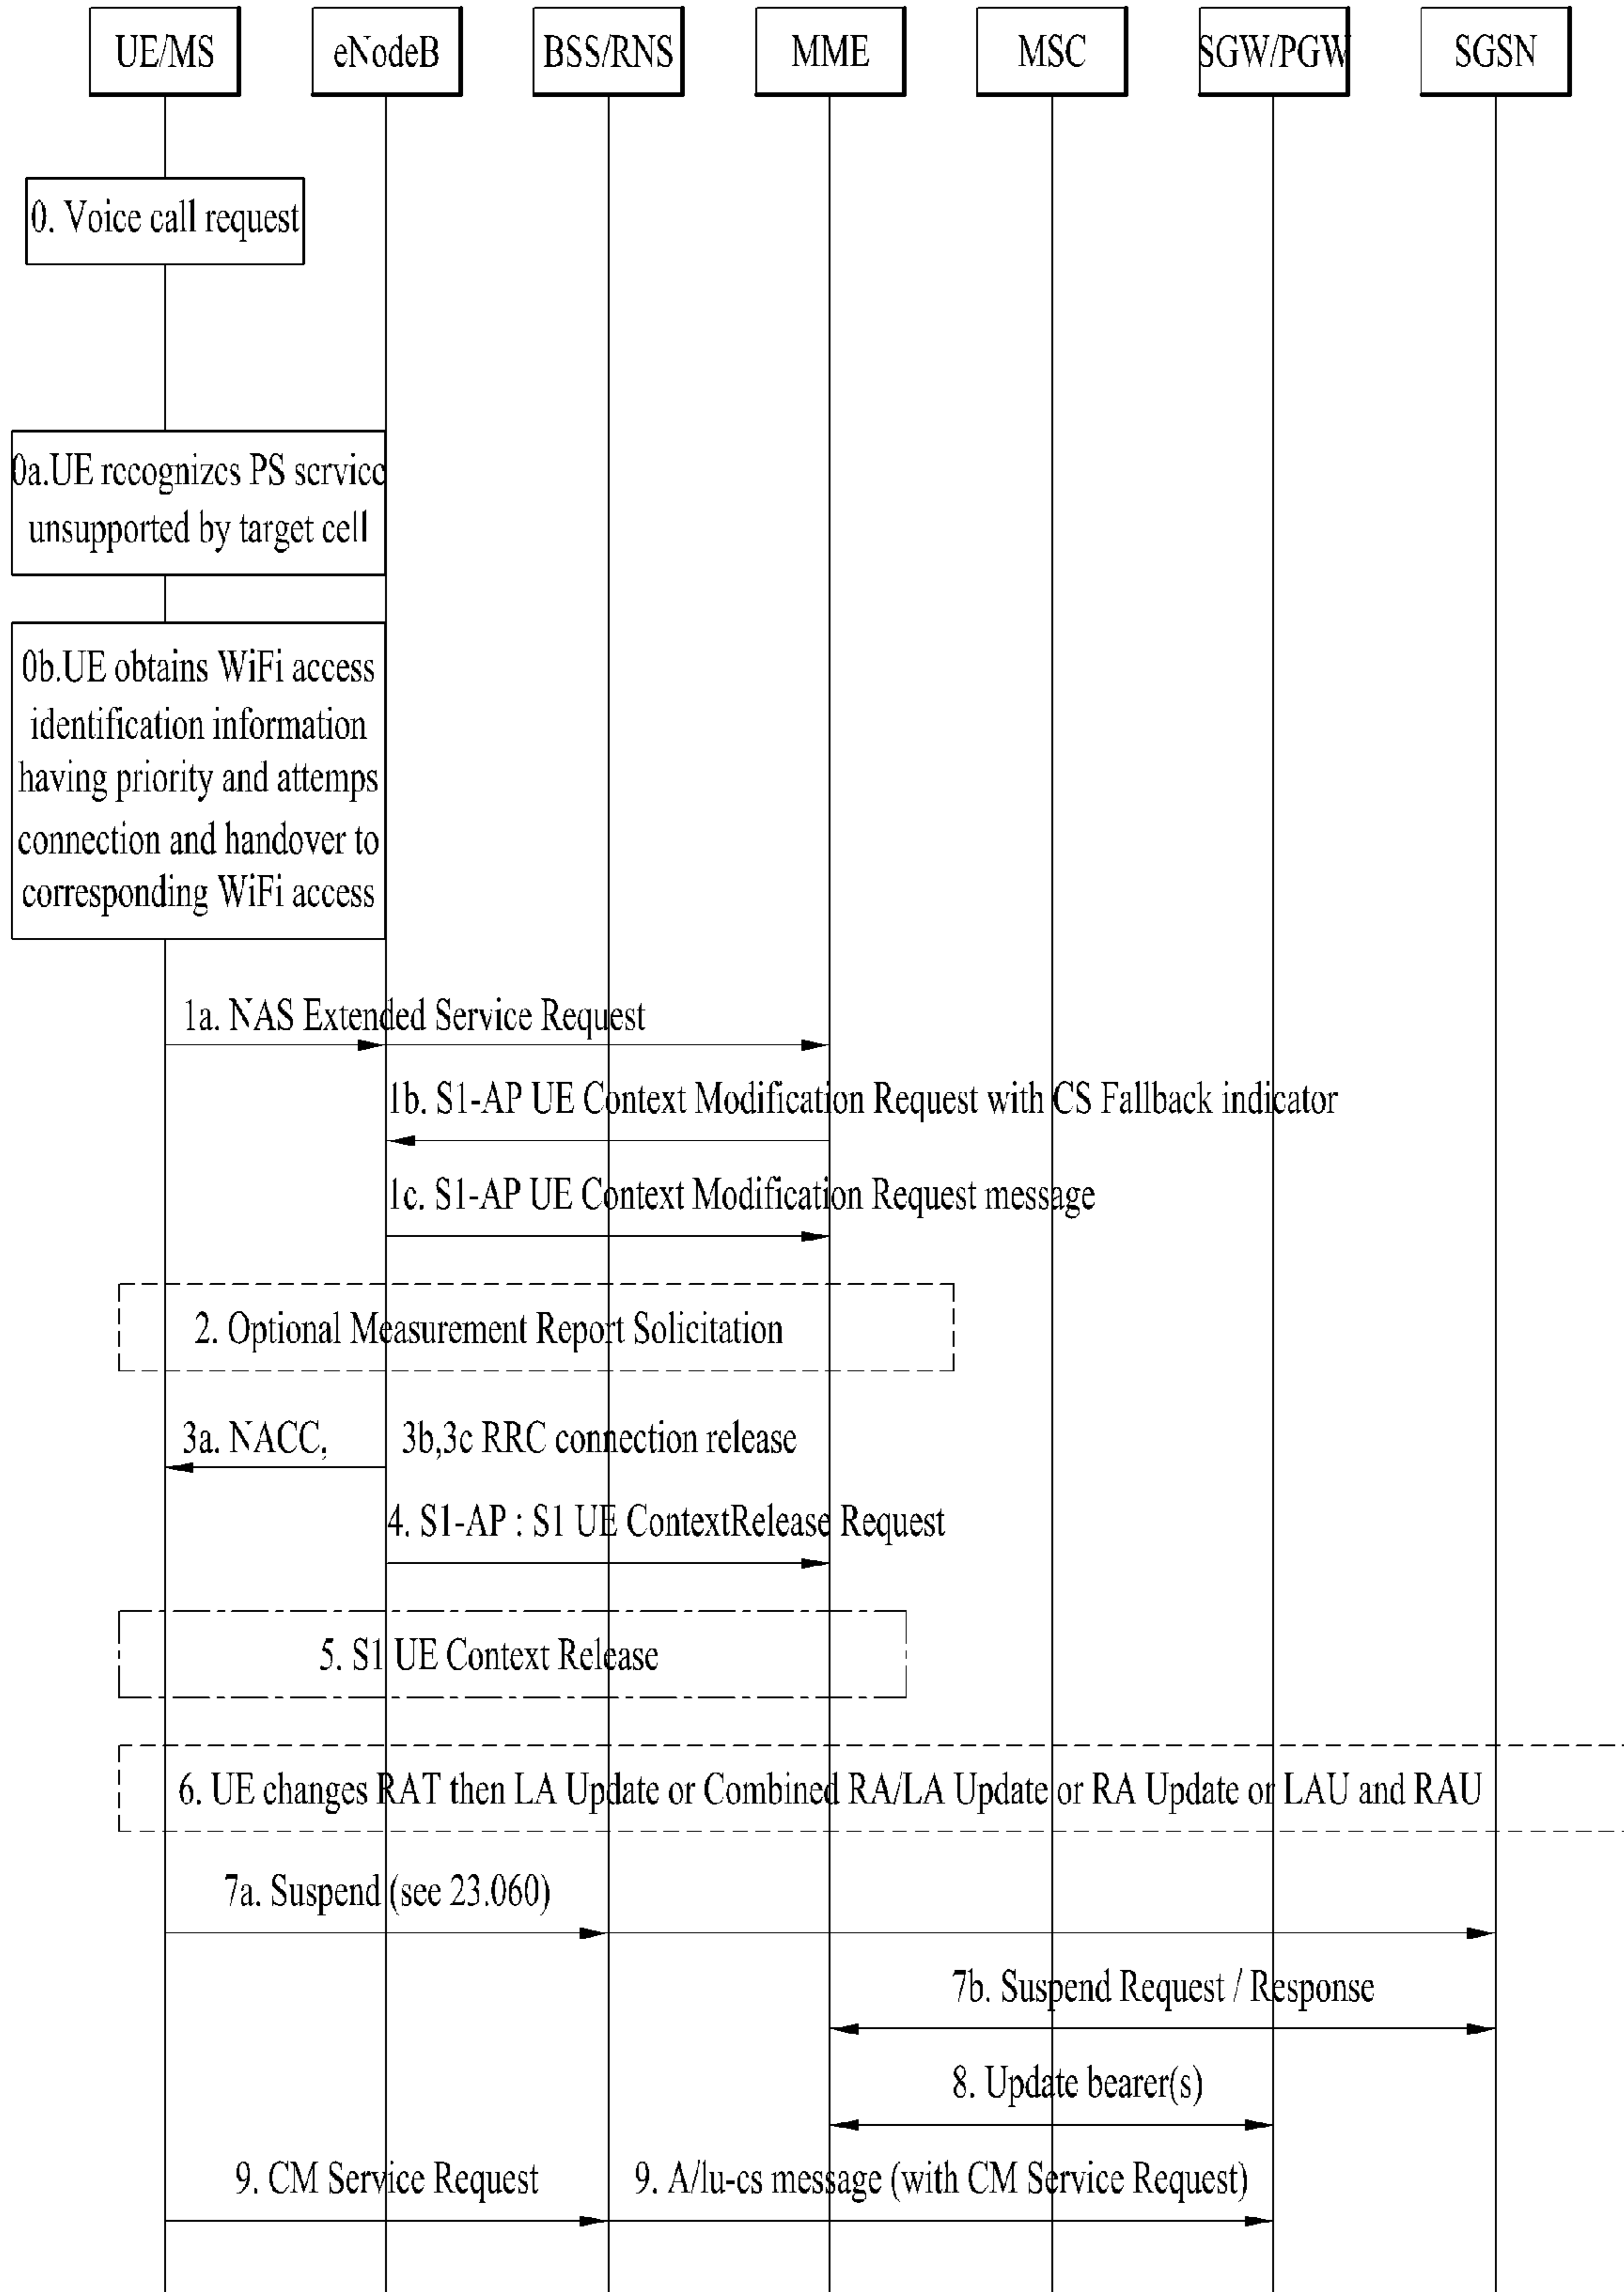 UE/MS
eNodeB
BSS/RNS
MME
MSC
SGW/PGW
SGSN
0. Voice call request
0a.UE recognizes PS service
unsupported by target cell
0b.UE obtains WiFi access
identification information
having priority and attemps
connection and handover to
corresponding WiFi access
1a. NAS Extended Service Request
1b. S1-AP UE Context Modification Request with CS Fallback indicator
1c. S1-AP UE Context Modification Request message
2. Optional Measurement Report Solicitation
3a. NACC,
3b,3c RRC connection release
4. S1-AP : S1 UE ContextRelease Request
5. S1 UE Context Release
6. UE changes RAT then LA Update or Combined RA/LA Update or RA Update or LAU and RAU
7a. Suspend (see 23.060)
7b. Suspend Request / Response
8. Update bearer(s)
9. CM Service Request
9. A/lu-cs message (with CM Service Request)